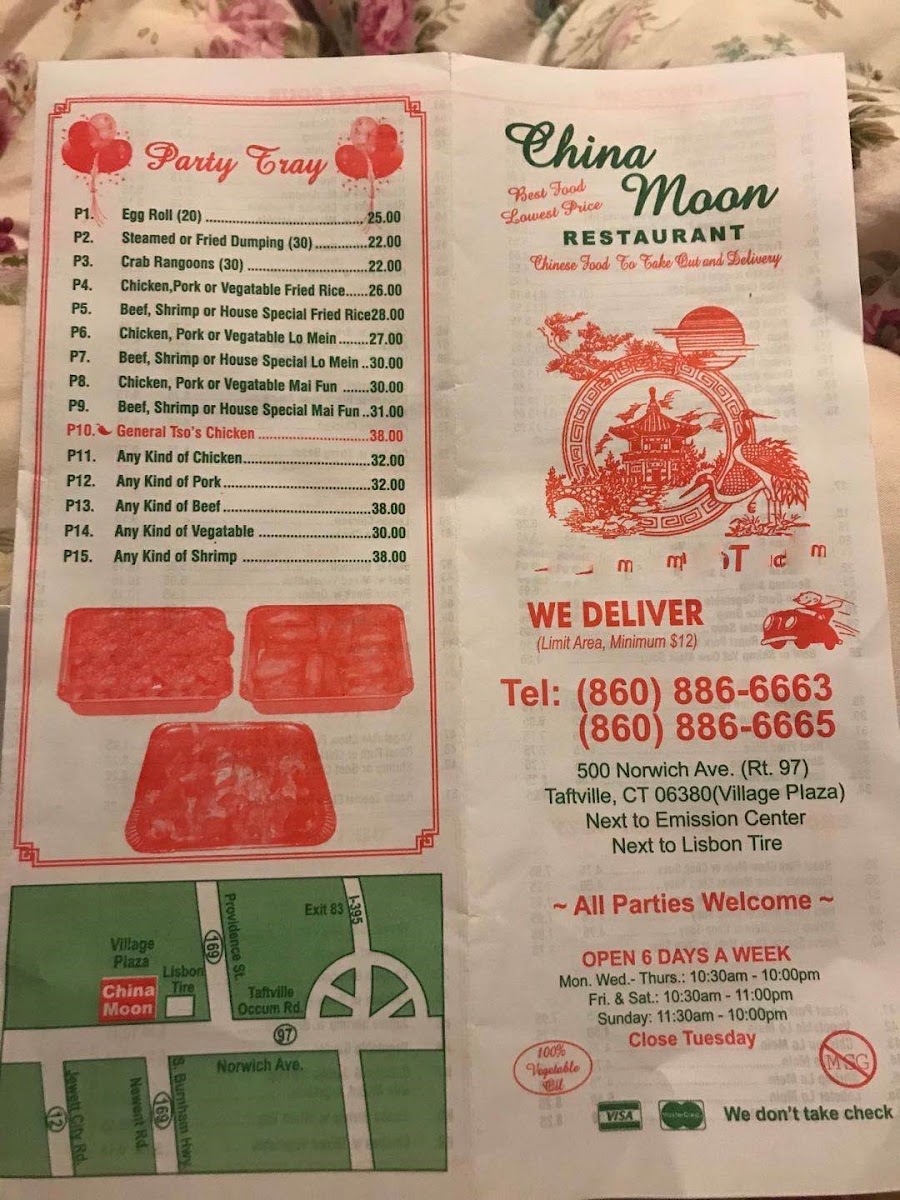 Party Tray
P1. Egg Roll (20) ........................................ 25.00
P2. Steamed or Fried Dumping (30) ............. 22.00
P3. Crab Rangoons (30) .............................. 22.00
P4. Chicken,Pork or Vegatable Fried Rice...... 26.00
P5. Beef, Shrimp or House Special Fried Rice28.00
P6. Chicken, Pork or Vegatable Lo Mein ........ 27.00
P7. Beef, Shrimp or House Special Lo Mein .. 30.00
P8. Chicken, Pork or Vegatable Mai Fun ....... 30.00
P9. Beef, Shrimp or House Special Mai Fun .. 31.00
P10. General Tso's Chicken ............................ 38.00
P11. Any Kind of Chicken................................ 32.00
P12. Any Kind of Pork..................................... 32.00
P13. Any Kind of Beef..................................... 38.00
P14. Any Kind of Vegatable ............................ 30.00
P15. Any Kind of Shrimp ................................ 38.00
Village
Plaza
China
Moon
Lisbon
Tire
169
Providence St.
Exit 83
I-395
Taftville
Occum Rd.
97
Norwich Ave.
Jewett City Rd.
12
Newent Rd.
169
S. Burnham Hwy.
China
Moon
Best Food
Lowest Price
RESTAURANT
Chinese Food To Take Out and Delivery
WE DELIVER
(Limit Area, Minimum $12)
Tel: (860) 886-6663
(860) 886-6665
500 Norwich Ave. (Rt. 97)
Taftville, CT 06380(Village Plaza)
Next to Emission Center
Next to Lisbon Tire
~ All Parties Welcome ~
OPEN 6 DAYS A WEEK
Mon. Wed.- Thurs.: 10:30am - 10:00pm
Fri. & Sat.: 10:30am - 11:00pm
Sunday: 11:30am - 10:00pm
Close Tuesday
100%
Vegetable
Oil
MSG
VISA
MasterCard
We don't take check